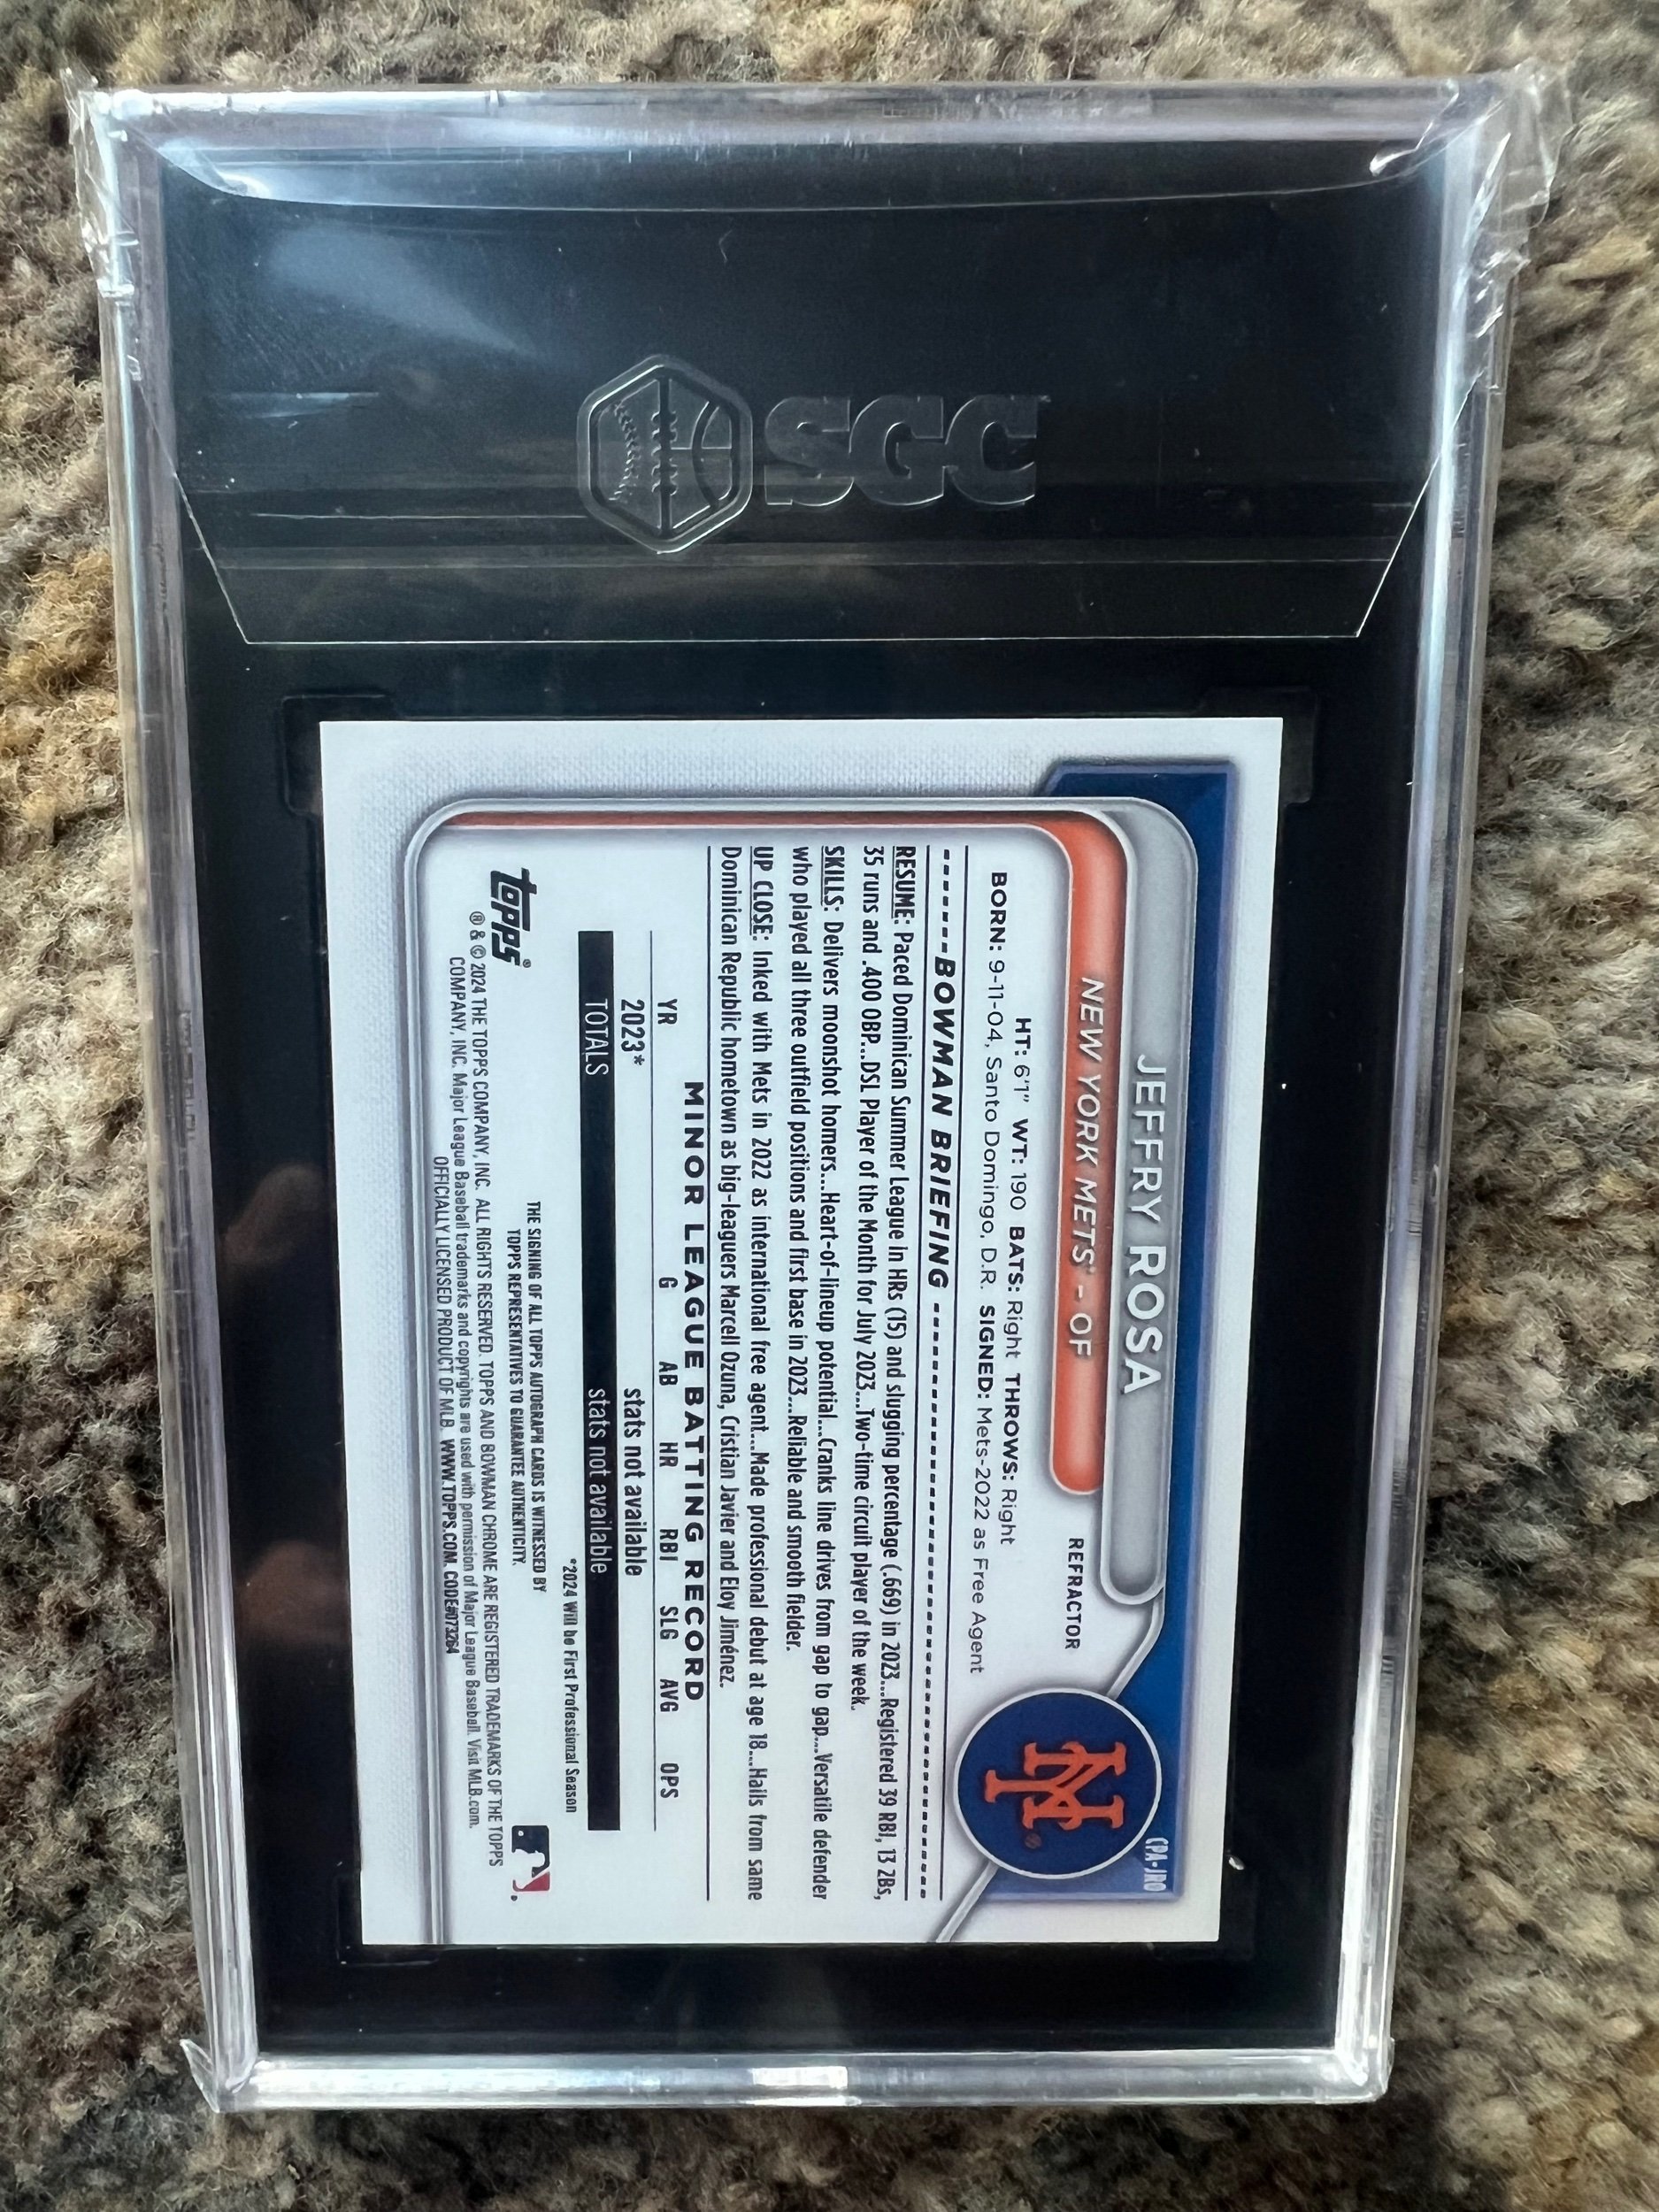 SGC
JEFFRY ROSA
NEW YORK METS® - OF
REFRACTOR
CPA-JRO
NY
HT: 6'1" WT: 190 BATS: Right THROWS: Right
BORN: 9-11-04, Santo Domingo, D.R. SIGNED: Mets-2022 as Free Agent
BOWMAN BRIEFING
RESUME: Paced Dominican Summer League in HRs (15) and slugging percentage (.669) in 2023...Registered 39 RBI, 13 2Bs,
35 runs and .400 OBP...DSL Player of the Month for July 2023...Two-time circuit player of the week.
SKILLS: Delivers moonshot homers...Heart-of-lineup potential...Cranks line drives from gap to gap...Versatile defender
who played all three outfield positions and first base in 2023...Reliable and smooth fielder.
UP CLOSE: Inked with Mets in 2022 as international free agent...Made professional debut at age 18...Hails from same
Dominican Republic hometown as big-leaguers Marcell Ozuna, Cristian Javier and Eloy Jiménez.
MINOR LEAGUE BATTING RECORD
YR G AB HR RBI SLG AVG OPS
2023* stats not available
TOTALS stats not available
*2024 Will be First Professional Season
THE SIGNING OF ALL TOPPS AUTOGRAPH CARDS IS WITNESSED BY
TOPPS REPRESENTATIVES TO GUARANTEE AUTHENTICITY.
topps®
® & © 2024 THE TOPPS COMPANY, INC. ALL RIGHTS RESERVED. TOPPS AND BOWMAN CHROME ARE REGISTERED TRADEMARKS OF THE TOPPS
COMPANY, INC. Major League Baseball trademarks and copyrights are used with permission of Major League Baseball. Visit MLB.com.
OFFICIALLY LICENSED PRODUCT OF MLB. WWW.TOPPS.COM. CODE#073264